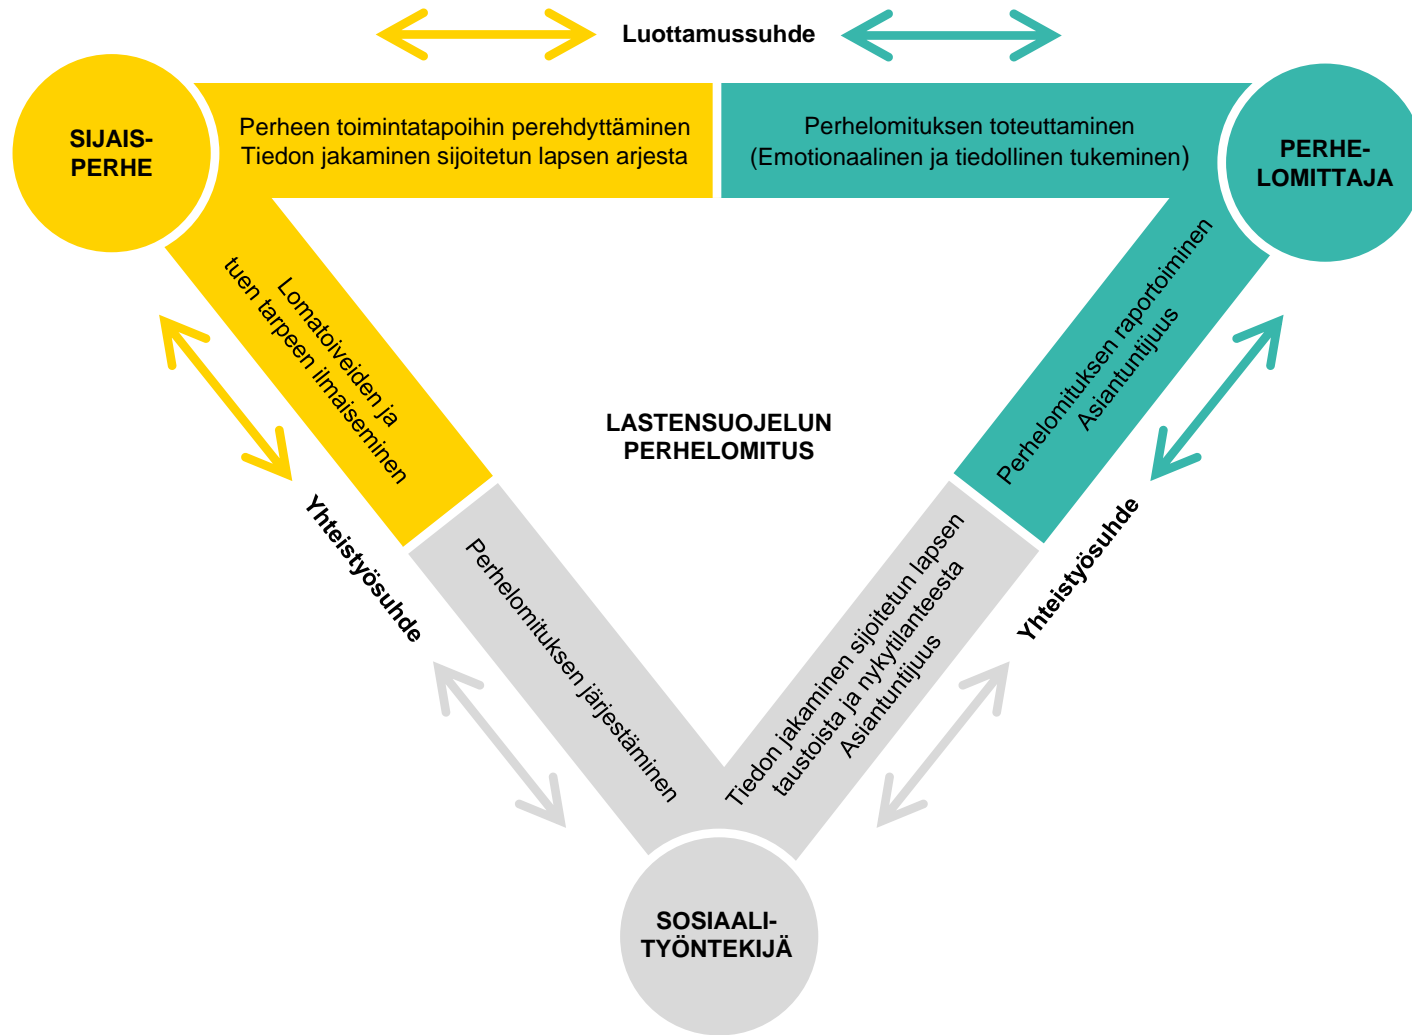 Luottamussuhde
SIJAIS-
PERHE
Perheen toimintatapoihin perehdyttäminen
Tiedon jakaminen sijoitetun lapsen arjesta
Perhelomituksen toteuttaminen
(Emotionaalinen ja tiedollinen tukeminen)
PERHE-
LOMITTAJA
Lomatoiveiden ja
tuen tarpeen ilmaiseminen
Perhelomituksen raportoiminen
Asiantuntijuus
LASTENSUOJELUN
PERHELOMITUS
Yhteistyösuhde
Yhteistyösuhde
Perhelomituksen järjestäminen
Tiedon jakaminen sijoitetun lapsen
taustoista ja nykytilanteesta
Asiantuntijuus
SOSIAALI-
TYÖNTEKIJÄ